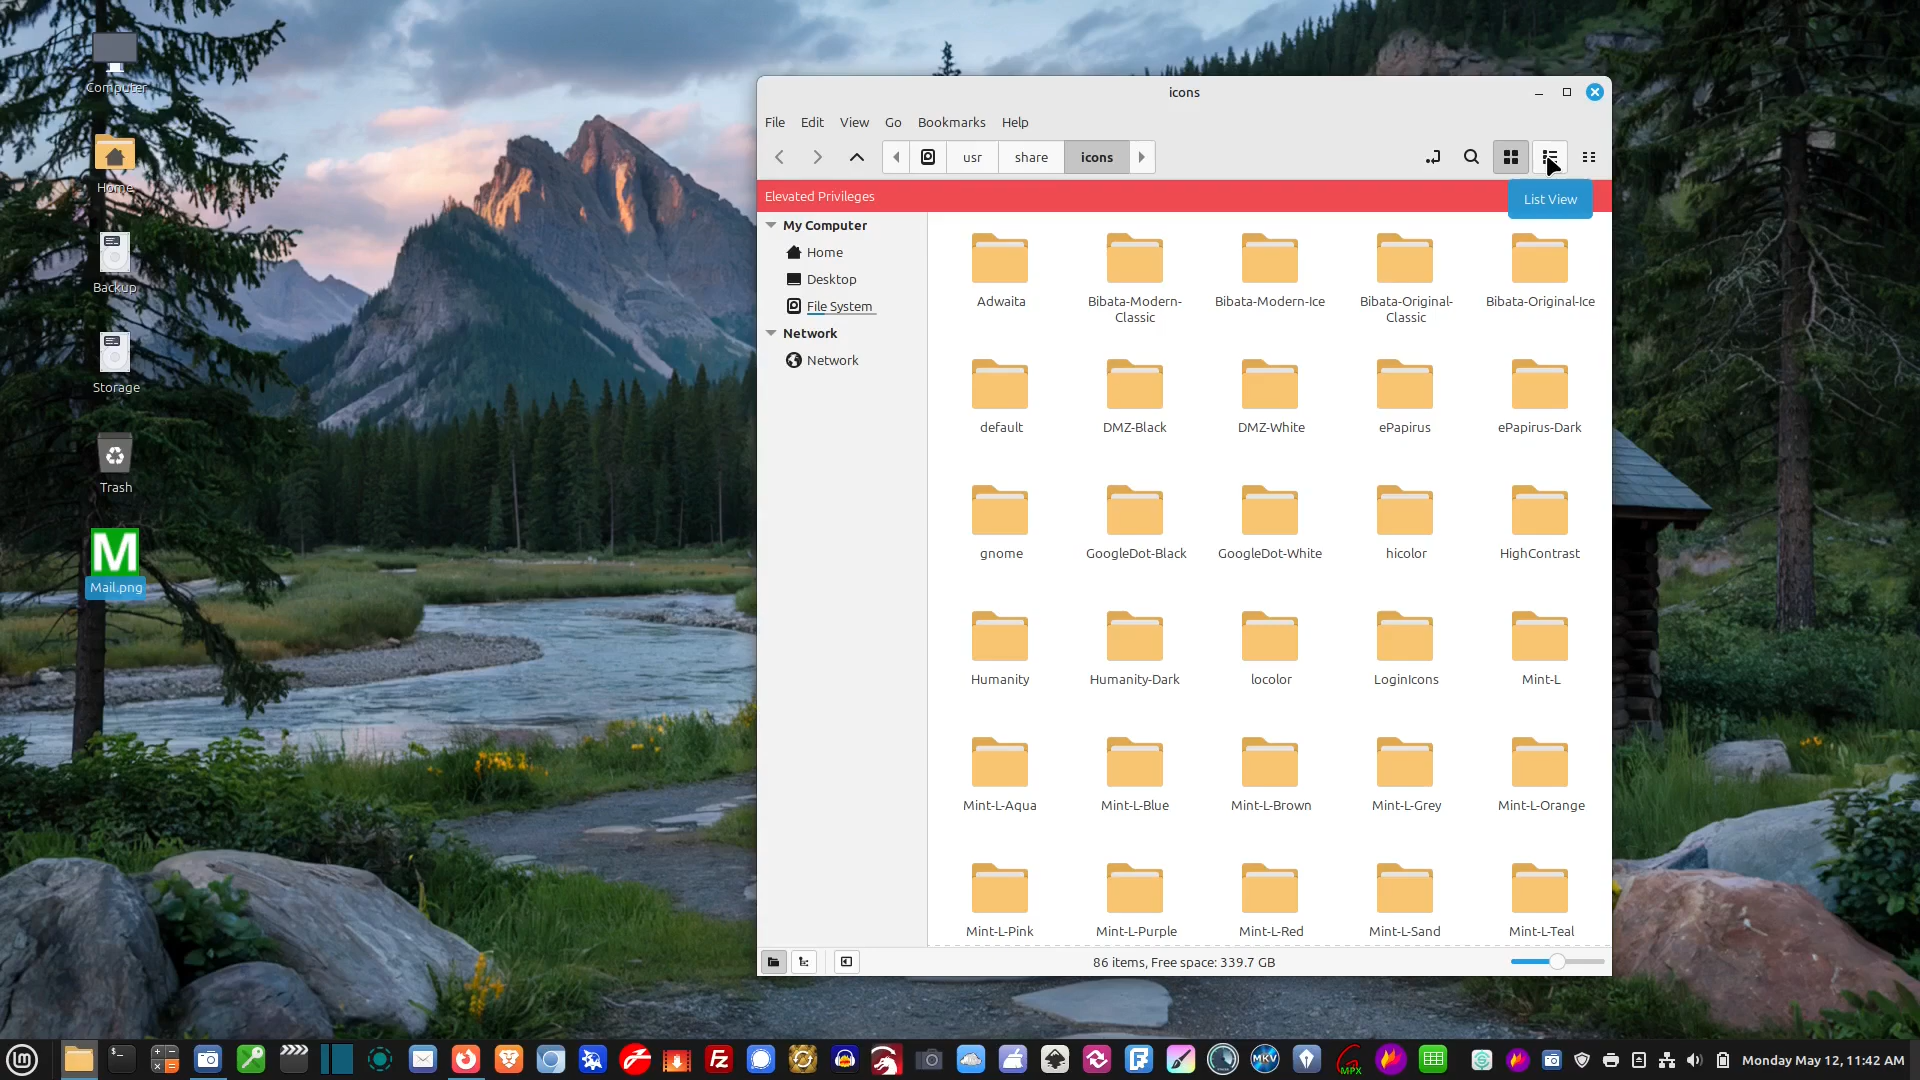 Computer
Home
Backup
Storage
Trash
M
Mail.png
icons
File Edit View Go Bookmarks Help
usr share icons
Elevated Privileges
List View
My Computer
Home
Desktop
File System
Network
Network
Adwaita
Bibata-Modern-
Classic
Bibata-Modern-Ice
Bibata-Original-
Classic
Bibata-Original-Ice
default
DMZ-Black
DMZ-White
ePapirus
ePapirus-Dark
gnome
GoogleDot-Black
GoogleDot-White
hicolor
HighContrast
Humanity
Humanity-Dark
locolor
LoginIcons
Mint-L
Mint-L-Aqua
Mint-L-Blue
Mint-L-Brown
Mint-L-Grey
Mint-L-Orange
Mint-L-Pink
Mint-L-Purple
Mint-L-Red
Mint-L-Sand
Mint-L-Teal
86 items, Free space: 339.7 GB
FZ
MKV
MPX
Monday May 12, 11:42 AM